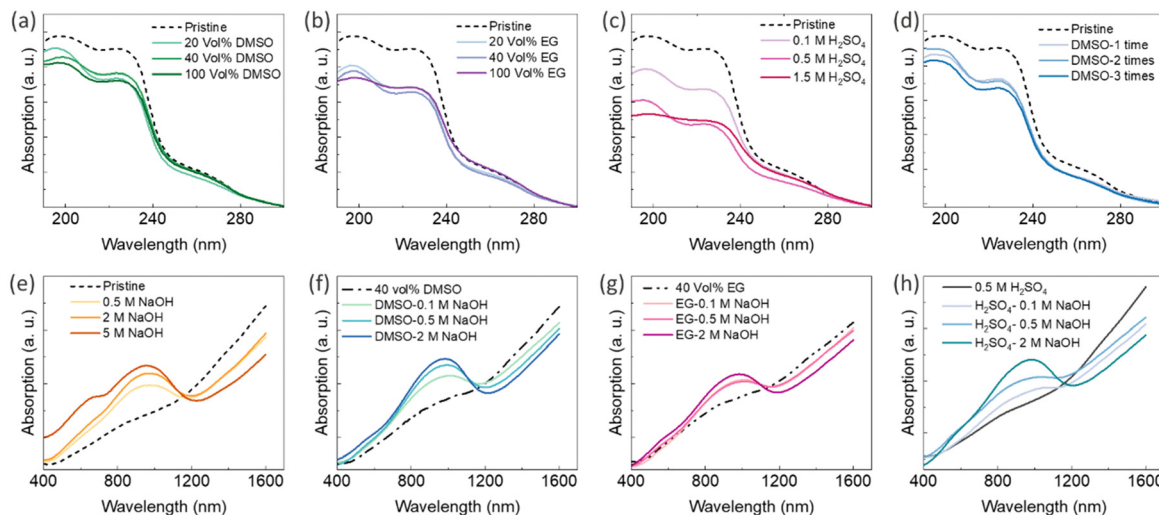 (a)
Pristine
20 Vol% DMSO
40 Vol% DMSO
100 Vol% DMSO
Absorption (a. u.)
200 240 280
Wavelength (nm)
(b)
Pristine
20 Vol% EG
40 Vol% EG
100 Vol% EG
Absorption (a. u.)
200 240 280
Wavelength (nm)
(c)
Pristine
0.1 M H₂SO₄
0.5 M H₂SO₄
1.5 M H₂SO₄
Absorption (a. u.)
200 240 280
Wavelength (nm)
(d)
Pristine
DMSO-1 time
DMSO-2 times
DMSO-3 times
Absorption (a. u.)
200 240 280
Wavelength (nm)
(e)
Pristine
0.5 M NaOH
2 M NaOH
5 M NaOH
Absorption (a. u.)
400 800 1200 1600
Wavelength (nm)
(f)
40 vol% DMSO
DMSO-0.1 M NaOH
DMSO-0.5 M NaOH
DMSO-2 M NaOH
Absorption (a. u.)
400 800 1200 1600
Wavelength (nm)
(g)
40 Vol% EG
EG-0.1 M NaOH
EG-0.5 M NaOH
EG-2 M NaOH
Absorption (a. u.)
400 800 1200 1600
Wavelength (nm)
(h)
0.5 M H₂SO₄
H₂SO₄- 0.1 M NaOH
H₂SO₄- 0.5 M NaOH
H₂SO₄- 2 M NaOH
Absorption (a. u.)
400 800 1200 1600
Wavelength (nm)